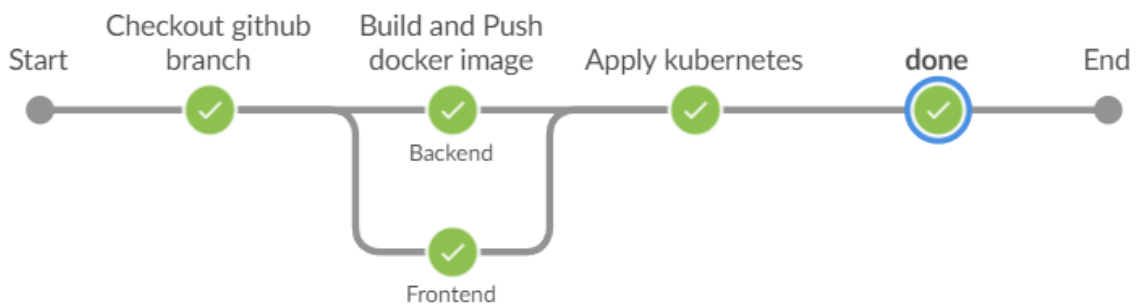 Start
Checkout github
branch
Build and Push
docker image
Apply kubernetes
done
End
Backend
Frontend